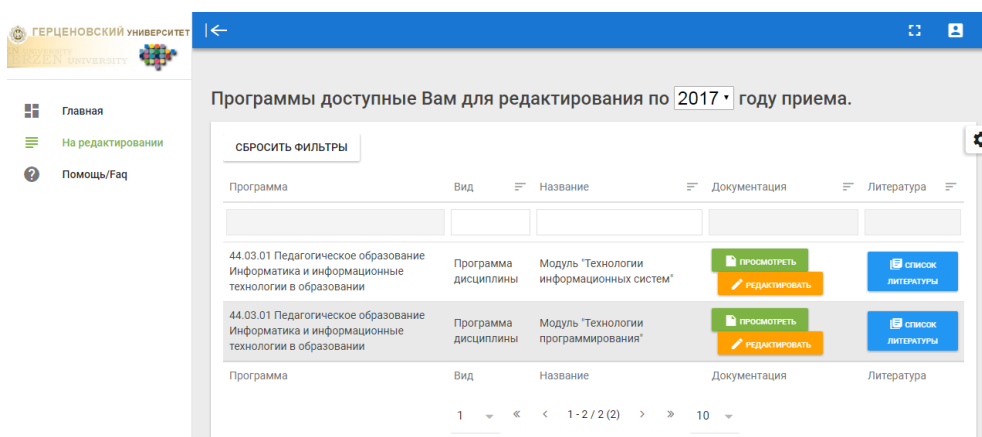 ГЕРЦЕНОВСКИЙ УНИВЕРСИТЕТ
UNIVERSITY
Главная
На редактировании
Помощь/Faq
Программы доступные Вам для редактирования по 2017 году приема.
СБРОСИТЬ ФИЛЬТРЫ
Программа Вид Название Документация Литература
44.03.01 Педагогическое образование
Информатика и информационные
технологии в образовании
Программа
дисциплины
Модуль "Технологии
информационных систем"
ПРОСМОТРЕТЬ
РЕДАКТИРОВАТЬ
СПИСОК
ЛИТЕРАТУРЫ
44.03.01 Педагогическое образование
Информатика и информационные
технологии в образовании
Программа
дисциплины
Модуль "Технологии
программирования"
ПРОСМОТРЕТЬ
РЕДАКТИРОВАТЬ
СПИСОК
ЛИТЕРАТУРЫ
Программа Вид Название Документация Литература
1 « ‹ 1 - 2 / 2 (2) › » 10